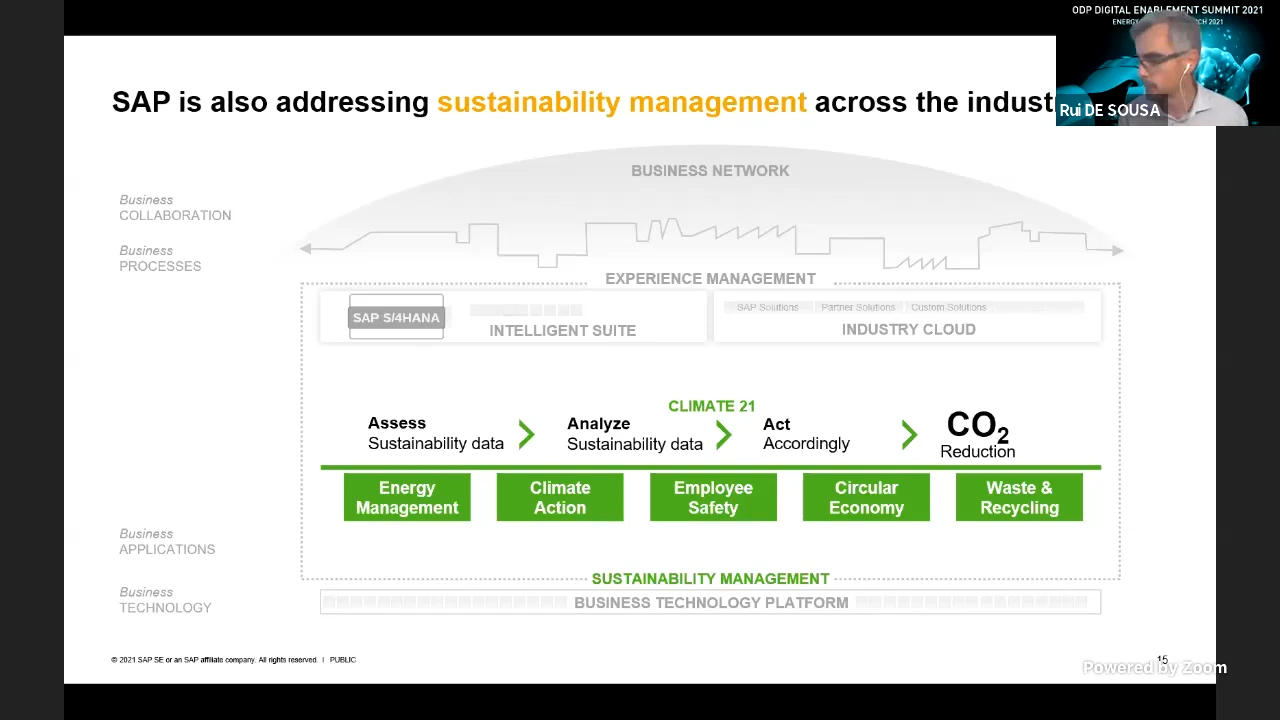 ODP DIGITAL ENABLEMENT SUMMIT 2021
ENERGY
CH 2021
SAP is also addressing sustainability management across the indust
Rui DE SOUSA
BUSINESS NETWORK
Business
COLLABORATION
Business
PROCESSES
EXPERIENCE MANAGEMENT
SAP S/4HANA
INTELLIGENT SUITE
SAP Solutions
Partner Solutions
Custom Solutions
INDUSTRY CLOUD
CLIMATE 21
Assess
Sustainability data
Analyze
Sustainability data
Act
Accordingly
CO2
Reduction
Energy
Management
Climate
Action
Employee
Safety
Circular
Economy
Waste &
Recycling
Business
APPLICATIONS
SUSTAINABILITY MANAGEMENT
Business
TECHNOLOGY
BUSINESS TECHNOLOGY PLATFORM
© 2021 SAP SE or an SAP affiliate company. All rights reserved. I PUBLIC
15
Powered by Zoom